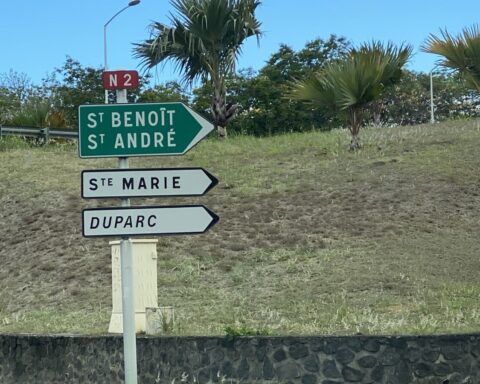 N 2
ST BENOÎT
ST ANDRÉ
STE MARIE
DUPARC